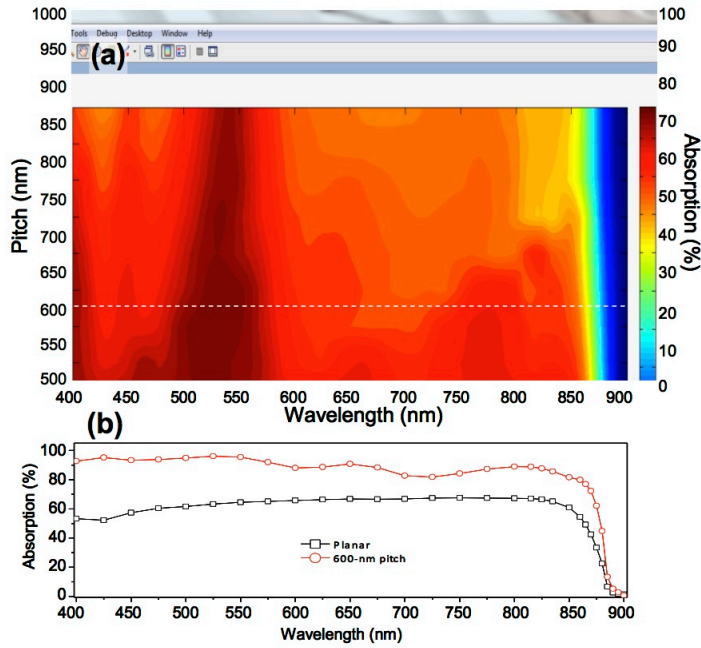 1000
100
Tools Debug Desktop Window Help
950
90
(a)
900
80
850
70
800
60
750
50
700
40
650
30
600
20
550
10
500
0
Pitch (nm)
Absorption (%)
400 450 500 550 600 650 700 750 800 850 900
Wavelength (nm)
(b)
100
80
60
40
20
0
Absorption (%)
Planar
600-nm pitch
400 450 500 550 600 650 700 750 800 850 900
Wavelength (nm)